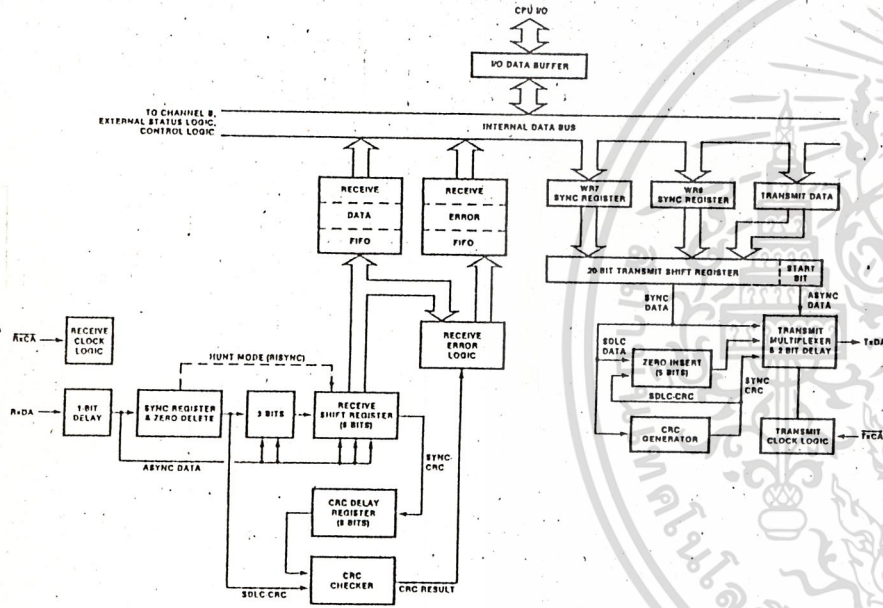 CPU I/O
I/O DATA BUFFER
TO CHANNEL B,
EXTERNAL STATUS LOGIC,
CONTROL LOGIC
INTERNAL DATA BUS
RECEIVE
DATA
FIFO
RECEIVE
ERROR
FIFO
WR7
SYNC REGISTER
WR6
SYNC REGISTER
TRANSMIT DATA
20-BIT TRANSMIT SHIFT REGISTER
START
BIT
SYNC
DATA
ASYNC
DATA
RxCA
RECEIVE
CLOCK
LOGIC
HUNT MODE (BISYNC)
RECEIVE
ERROR
LOGIC
SDLC
DATA
ZERO INSERT
(5 BITS)
TRANSMIT
MULTIPLEXER
& 2 BIT DELAY
TxDA
SYNC
CRC
SDLC-CRC
RxDA
1-BIT
DELAY
SYNC REGISTER
& ZERO DELETE
3 BITS
RECEIVE
SHIFT REGISTER
(8 BITS)
ASYNC DATA
SYNC-
CRC
CRC
GENERATOR
TRANSMIT
CLOCK LOGIC
TxCA
CRC DELAY
REGISTER
(8 BITS)
CRC
CHECKER
SDLC-CRC
CRC RESULT